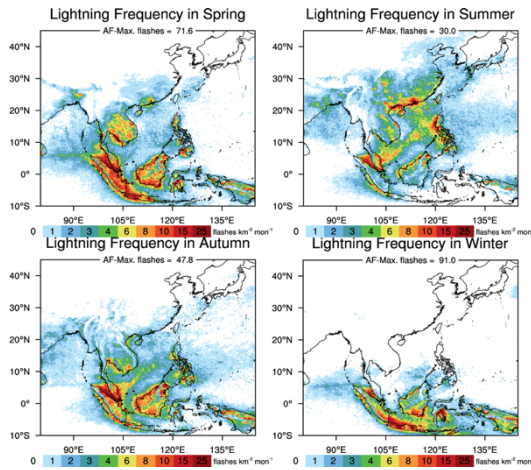 Lightning Frequency in Spring
AF-Max. flashes = 71.6
40°N
30°N
20°N
10°N
0°
10°S
90°E 105°E 120°E 135°E
0 1 2 3 4 6 8 10 15 25 flashes km⁻² mon⁻¹
Lightning Frequency in Summer
AF-Max. flashes = 30.0
40°N
30°N
20°N
10°N
0°
10°S
90°E 105°E 120°E 135°E
0 1 2 3 4 6 8 10 15 25 flashes km⁻² mon⁻¹
Lightning Frequency in Autumn
AF-Max. flashes = 47.8
40°N
30°N
20°N
10°N
0°
10°S
90°E 105°E 120°E 135°E
0 1 2 3 4 6 8 10 15 25 flashes km⁻² mon⁻¹
Lightning Frequency in Winter
AF-Max. flashes = 91.0
40°N
30°N
20°N
10°N
0°
10°S
90°E 105°E 120°E 135°E
0 1 2 3 4 6 8 10 15 25 flashes km⁻² mon⁻¹